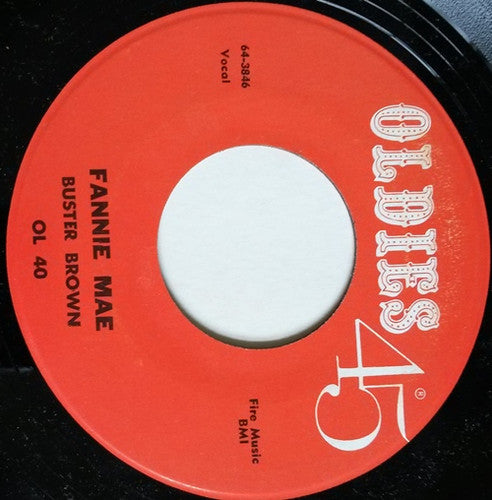 OLDIES
45®
64-3846
Vocal
Fire Music
BMI
FANNIE MAE
BUSTER BROWN
OL 40